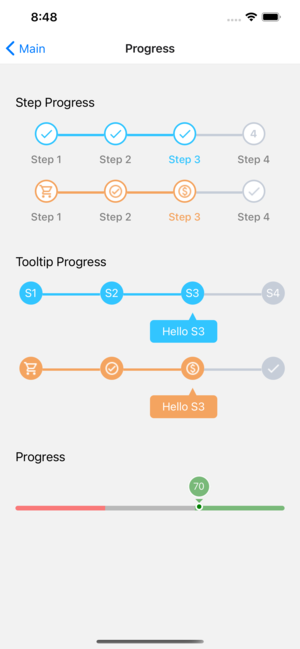 8:48
Main
Progress
Step Progress
4
Step 1 Step 2 Step 3 Step 4
Step 1 Step 2 Step 3 Step 4
Tooltip Progress
S1 S2 S3 S4
Hello S3
Hello S3
Progress
70